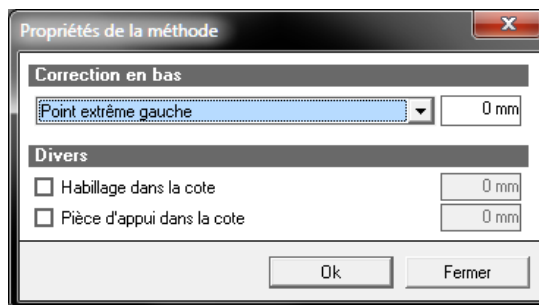 Propriétés de la méthode
Correction en bas
Point extrême gauche 0 mm
Divers
Habillage dans la cote 0 mm
Pièce d'appui dans la cote 0 mm
Ok Fermer